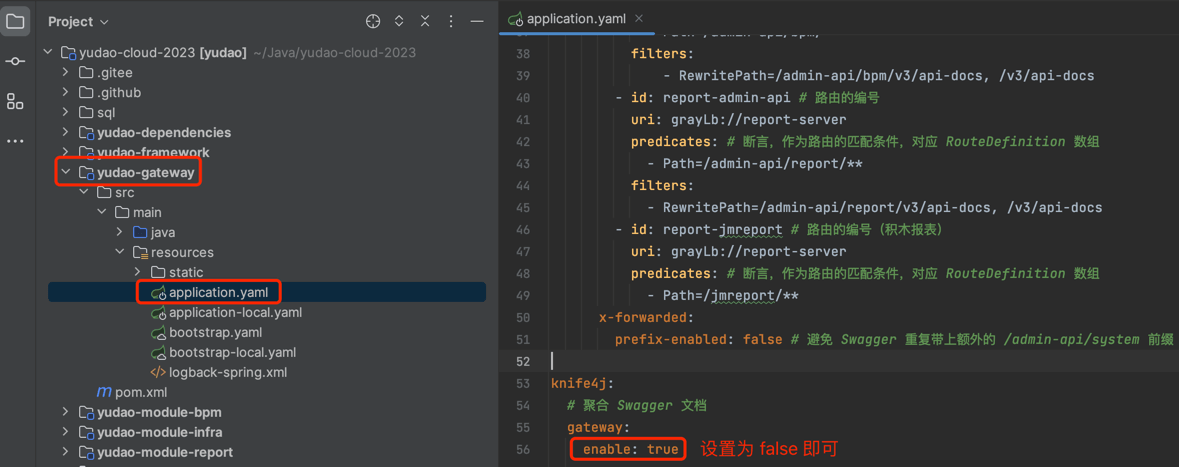 Project
yudao-cloud-2023 [yudao] ~/Java/yudao-cloud-2023
.gitee
.github
sql
yudao-dependencies
yudao-framework
yudao-gateway
src
main
java
resources
static
application.yaml
application-local.yaml
bootstrap.yaml
bootstrap-local.yaml
logback-spring.xml
pom.xml
yudao-module-bpm
yudao-module-infra
yudao-module-report
application.yaml
38 filters:
39 - RewritePath=/admin-api/bpm/v3/api-docs, /v3/api-docs
40 - id: report-admin-api # 路由的编号
41 uri: grayLb://report-server
42 predicates: # 断言，作为路由的匹配条件，对应 RouteDefinition 数组
43 - Path=/admin-api/report/**
44 filters:
45 - RewritePath=/admin-api/report/v3/api-docs, /v3/api-docs
46 - id: report-jmreport # 路由的编号（积木报表）
47 uri: grayLb://report-server
48 predicates: # 断言，作为路由的匹配条件，对应 RouteDefinition 数组
49 - Path=/jmreport/**
50 x-forwarded:
51 prefix-enabled: false # 避免 Swagger 重复带上额外的 /admin-api/system 前缀
52
53 knife4j:
54 # 聚合 Swagger 文档
55 gateway:
56 enable: true 设置为 false 即可